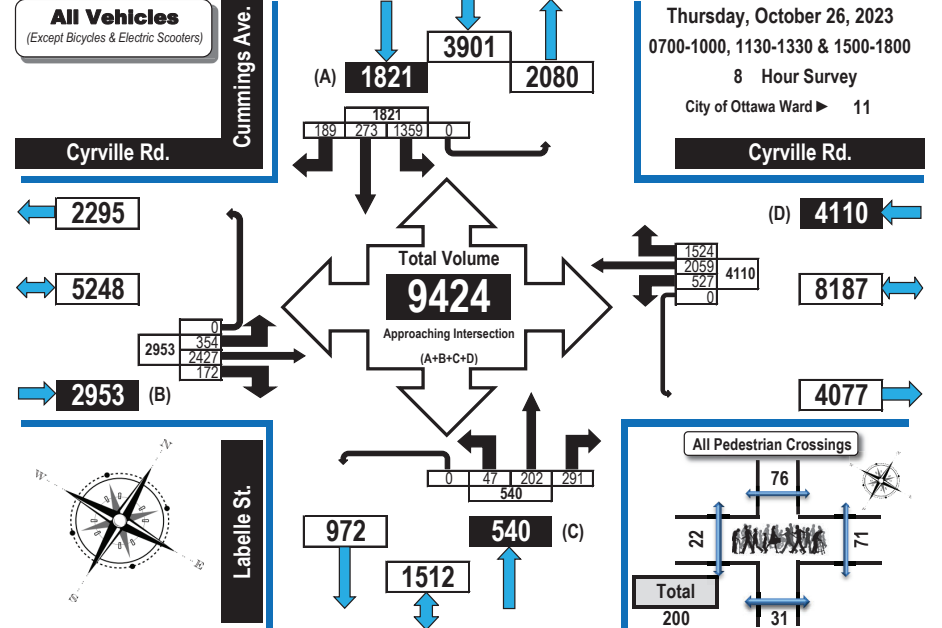 All Vehicles
(Except Bicycles & Electric Scooters)
Cummings Ave.
Cyrville Rd.
3901
(A) 1821
2080
1821
189 273 1359 0
Thursday, October 26, 2023
0700-1000, 1130-1330 & 1500-1800
8 Hour Survey
City of Ottawa Ward ► 11
Cyrville Rd.
2295
5248
2953 (B)
0
354
2427
172
2953
Total Volume
9424
Approaching Intersection
(A+B+C+D)
1524
2059
527
0
4110
(D) 4110
8187
4077
N
W
E
S
Labelle St.
0 47 202 291
540
972
540 (C)
1512
All Pedestrian Crossings
76
22
71
31
Total
200